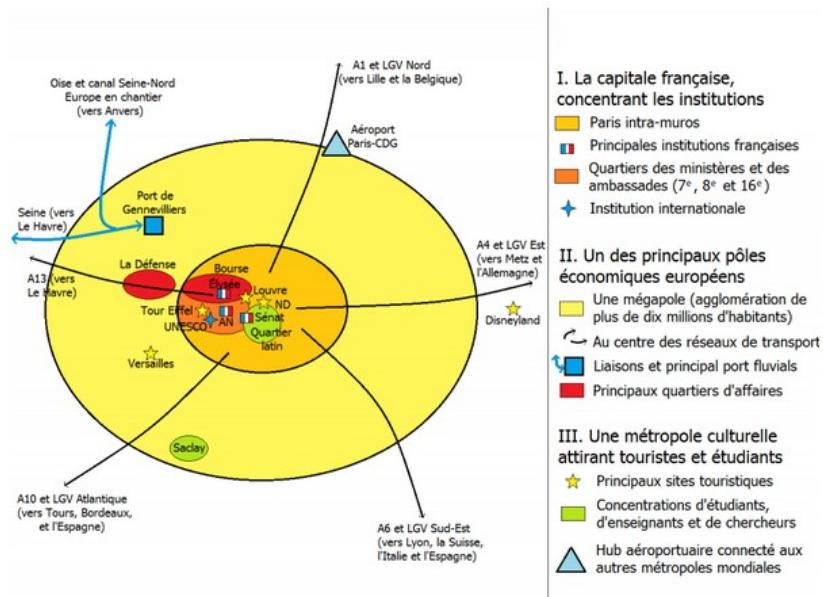 A1 et LGV Nord
(vers Lille et la Belgique)
Oise et canal Seine-Nord
Europe en chantier
(vers Anvers)
Aéroport
Paris-CDG
Port de
Gennevilliers
Seine (vers
Le Havre)
A13 (vers
Le Havre)
La Défense
Bourse
Élysée
Louvre
ND
Tour Eiffel
UNESCO
AN
Sénat
Quartier
latin
A4 et LGV Est
(vers Metz et
l'Allemagne)
Disneyland
Versailles
Saclay
A10 et LGV Atlantique
(vers Tours, Bordeaux,
et l'Espagne)
A6 et LGV Sud-Est
(vers Lyon, la Suisse,
l'Italie et l'Espagne)
I. La capitale française,
concentrant les institutions
Paris intra-muros
Principales institutions françaises
Quartiers des ministères et des
ambassades (7e, 8e et 16e)
Institution internationale
II. Un des principaux pôles
économiques européens
Une mégapole (agglomération de
plus de dix millions d'habitants)
Au centre des réseaux de transport
Liaisons et principal port fluvials
Principaux quartiers d'affaires
III. Une métropole culturelle
attirant touristes et étudiants
Principaux sites touristiques
Concentrations d'étudiants,
d'enseignants et de chercheurs
Hub aéroportuaire connecté aux
autres métropoles mondiales